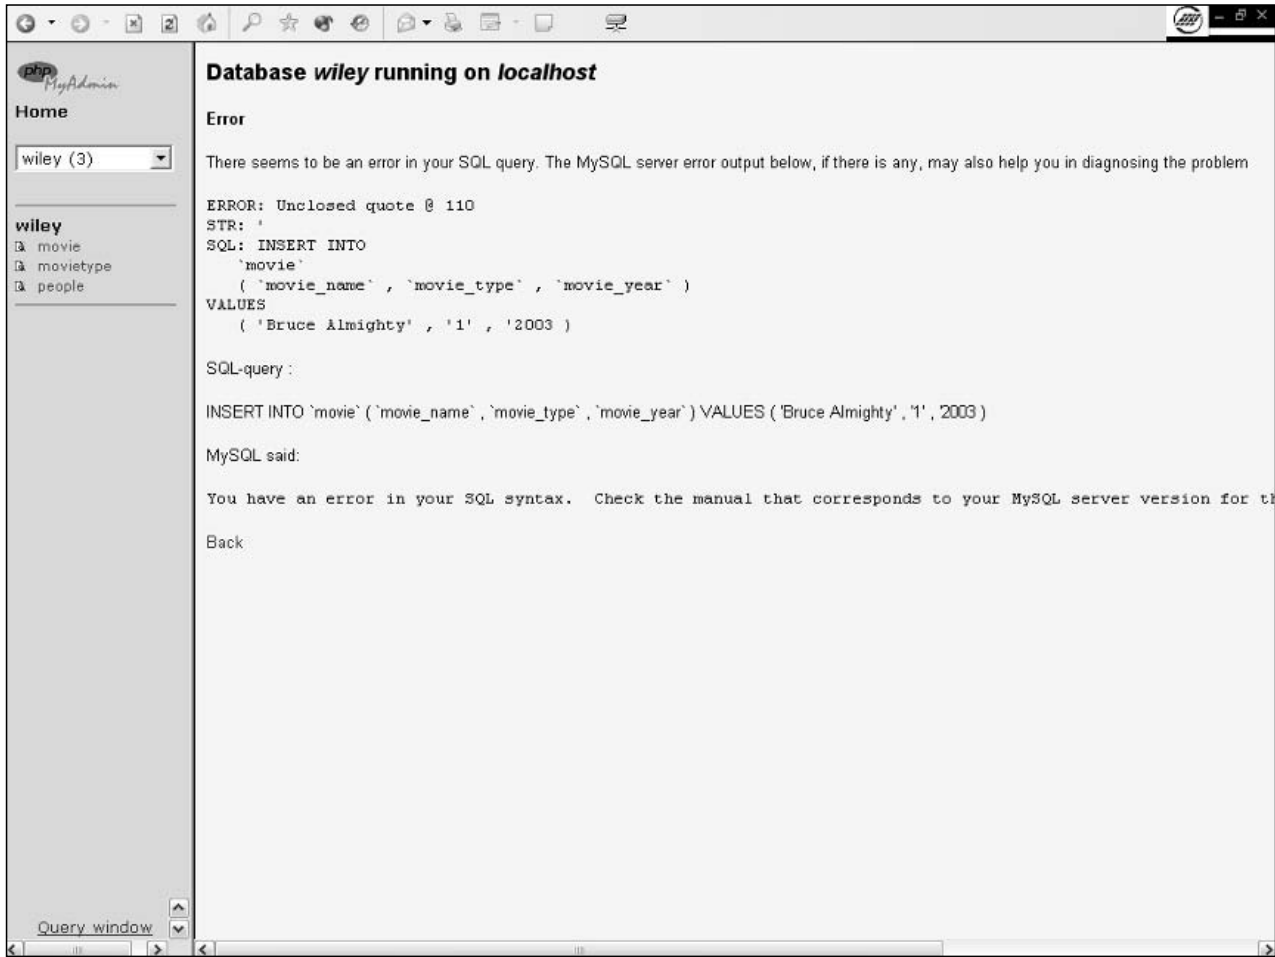 php
MyAdmin
Home
wiley (3)
wiley
movie
movietype
people
Query window
Database wiley running on localhost
Error
There seems to be an error in your SQL query. The MySQL server error output below, if there is any, may also help you in diagnosing the problem
ERROR: Unclosed quote @ 110
STR: '
SQL: INSERT INTO
`movie`
( `movie_name` , `movie_type` , `movie_year` )
VALUES
( 'Bruce Almighty' , '1' , '2003 )
SQL-query :
INSERT INTO `movie` ( `movie_name` , `movie_type` , `movie_year` ) VALUES ( 'Bruce Almighty' , '1' , '2003 )
MySQL said:
You have an error in your SQL syntax.  Check the manual that corresponds to your MySQL server version for th
Back